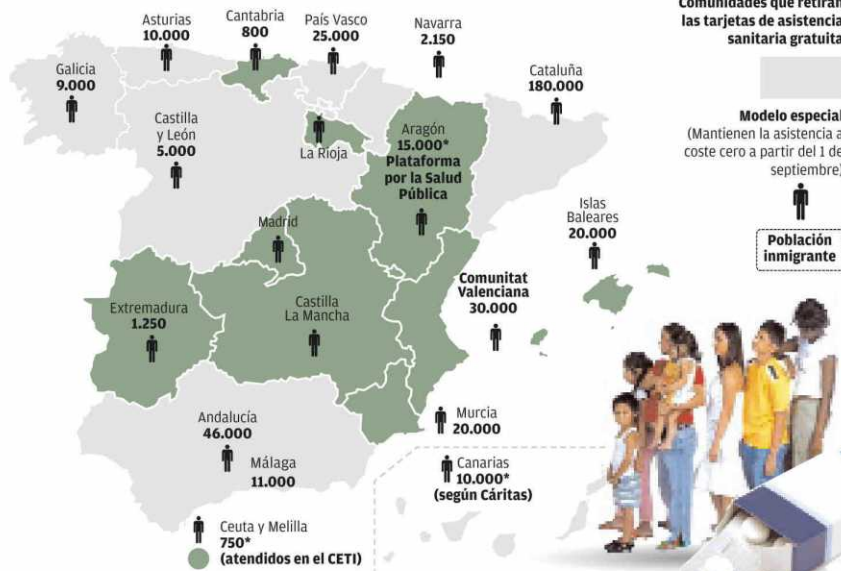 Comunidades que retiran
las tarjetas de asistencia
sanitaria gratuita
Modelo especial
(Mantienen la asistencia a
coste cero a partir del 1 de
septiembre)
Población
inmigrante
Asturias
10.000
Cantabria
800
País Vasco
25.000
Navarra
2.150
Galicia
9.000
Cataluña
180.000
Castilla
y León
5.000
La Rioja
Aragón
15.000*
Plataforma
por la Salud
Pública
Madrid
Islas
Baleares
20.000
Comunitat
Valenciana
30.000
Extremadura
1.250
Castilla
La Mancha
Andalucía
46.000
Málaga
11.000
Murcia
20.000
Canarias
10.000*
(según Cáritas)
Ceuta y Melilla
750*
(atendidos en el CETI)